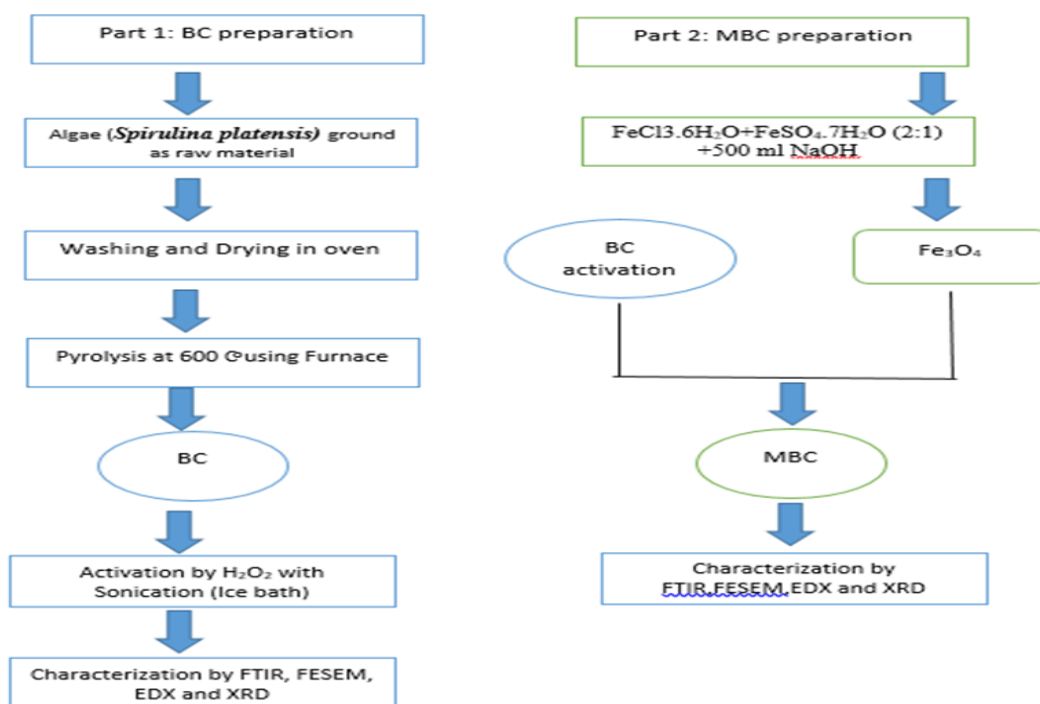 Part 1: BC preparation
Algae (Spirulina platensis) ground
as raw material
Washing and Drying in oven
Pyrolysis at 600 using Furnace
BC
Activation by H₂O₂ with
Sonication (Ice bath)
Characterization by FTIR, FESEM,
EDX and XRD
Part 2: MBC preparation
FeCl3.6H₂O+FeSO₄.7H₂O (2:1)
+500 ml NaOH
BC
activation
Fe₃O₄
MBC
Characterization by
FTIR,FESEM,EDX and XRD